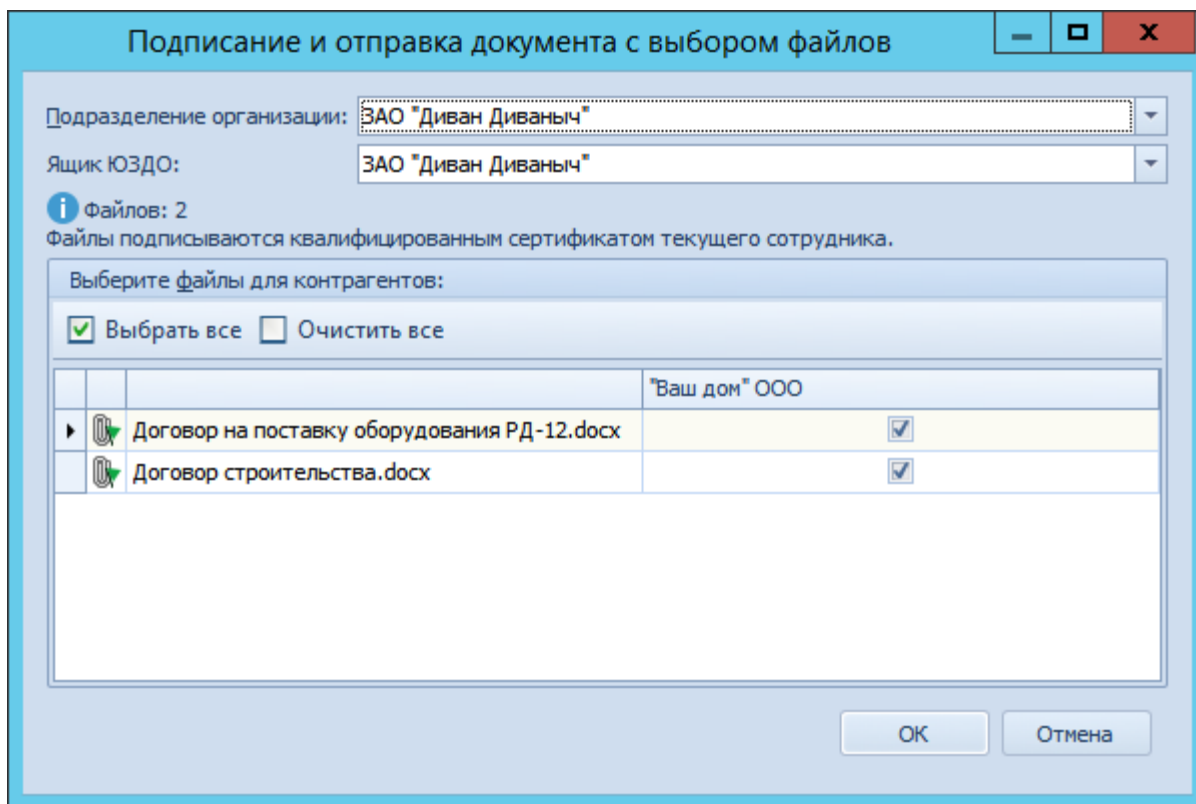 Подписание и отправка документа с выбором файлов
Подразделение организации: ЗАО "Диван Диваныч"
Ящик ЮЗДО: ЗАО "Диван Диваныч"
Файлов: 2
Файлы подписываются квалифицированным сертификатом текущего сотрудника.
Выберите файлы для контрагентов:
Выбрать все Очистить все
"Ваш дом" ООО
Договор на поставку оборудования РД-12.docx
Договор строительства.docx
ОК Отмена